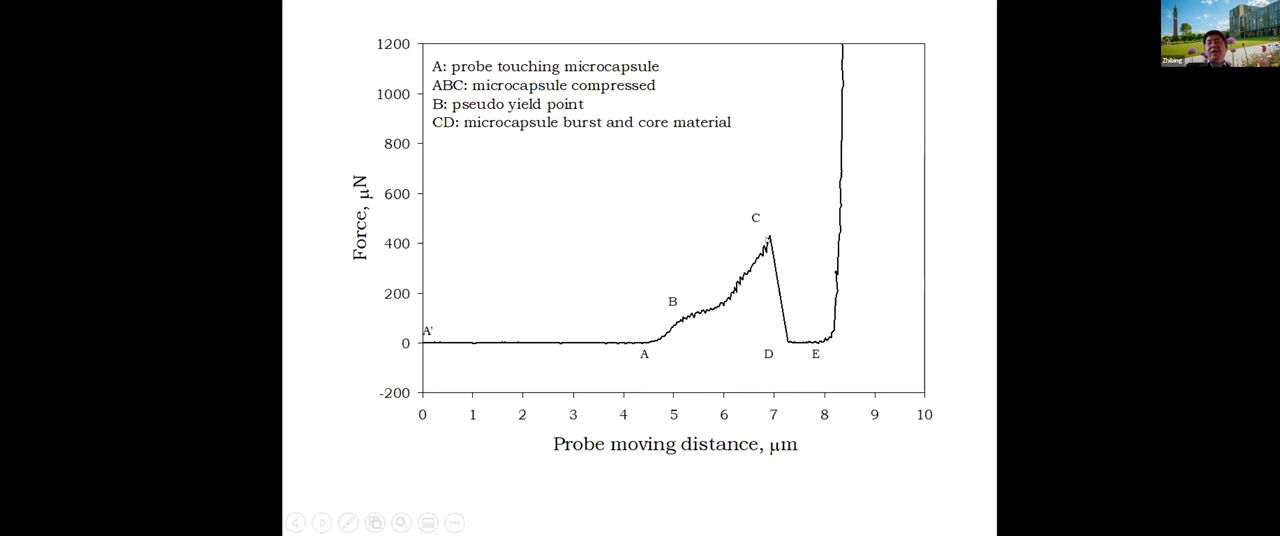 Zhibing
A: probe touching microcapsule
ABC: microcapsule compressed
B: pseudo yield point
CD: microcapsule burst and core material
Force, μN
1200
1000
800
600
400
200
0
-200
A'
A
B
C
D
E
0 1 2 3 4 5 6 7 8 9 10
Probe moving distance, μm